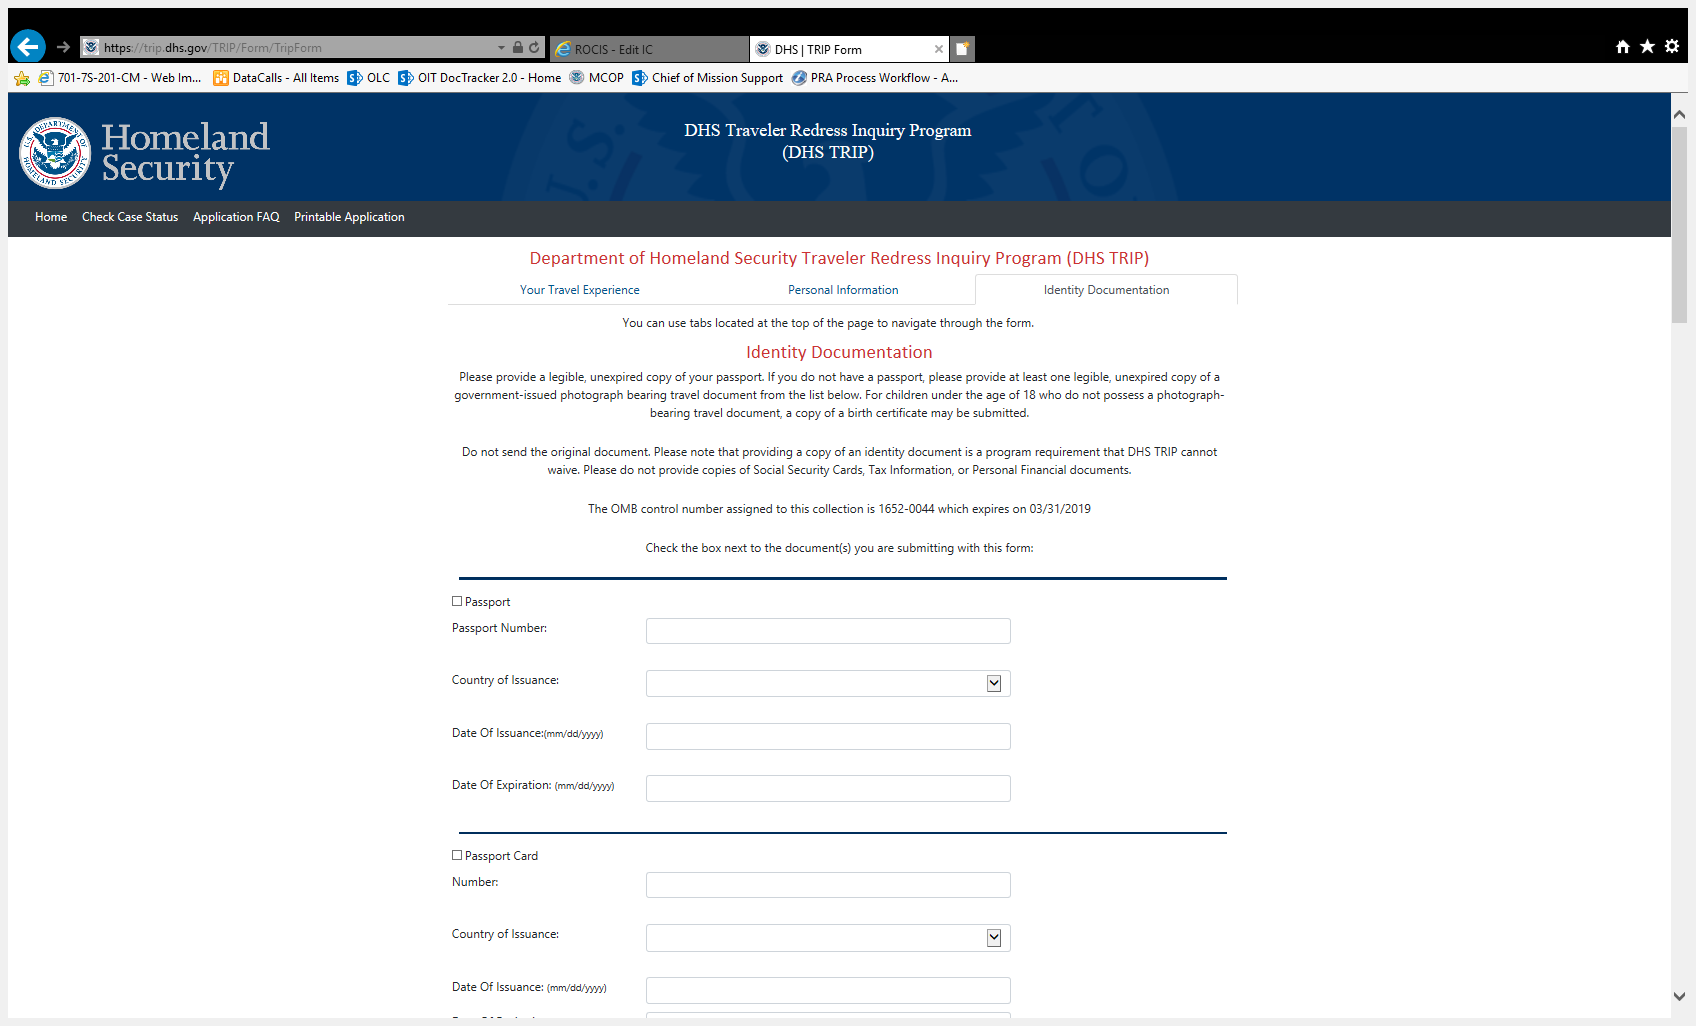 https://trip.dhs.gov/TRIP/Form/TripForm
ROCIS - Edit IC
DHS | TRIP Form
701-7S-201-CM - Web Im...
DataCalls - All Items
OLC
OIT DocTracker 2.0 - Home
MCOP
Chief of Mission Support
PRA Process Workflow - A...
U.S. DEPARTMENT OF
HOMELAND SECURITY
Homeland
Security
DHS Traveler Redress Inquiry Program
(DHS TRIP)
Home
Check Case Status
Application FAQ
Printable Application
Department of Homeland Security Traveler Redress Inquiry Program (DHS TRIP)
Your Travel Experience
Personal Information
Identity Documentation
You can use tabs located at the top of the page to navigate through the form.
Identity Documentation
Please provide a legible, unexpired copy of your passport. If you do not have a passport, please provide at least one legible, unexpired copy of a
government-issued photograph bearing travel document from the list below. For children under the age of 18 who do not possess a photograph-
bearing travel document, a copy of a birth certificate may be submitted.
Do not send the original document. Please note that providing a copy of an identity document is a program requirement that DHS TRIP cannot
waive. Please do not provide copies of Social Security Cards, Tax Information, or Personal Financial documents.
The OMB control number assigned to this collection is 1652-0044 which expires on 03/31/2019
Check the box next to the document(s) you are submitting with this form:
Passport
Passport Number:
Country of Issuance:
Date Of Issuance:(mm/dd/yyyy)
Date Of Expiration: (mm/dd/yyyy)
Passport Card
Number:
Country of Issuance:
Date Of Issuance: (mm/dd/yyyy)